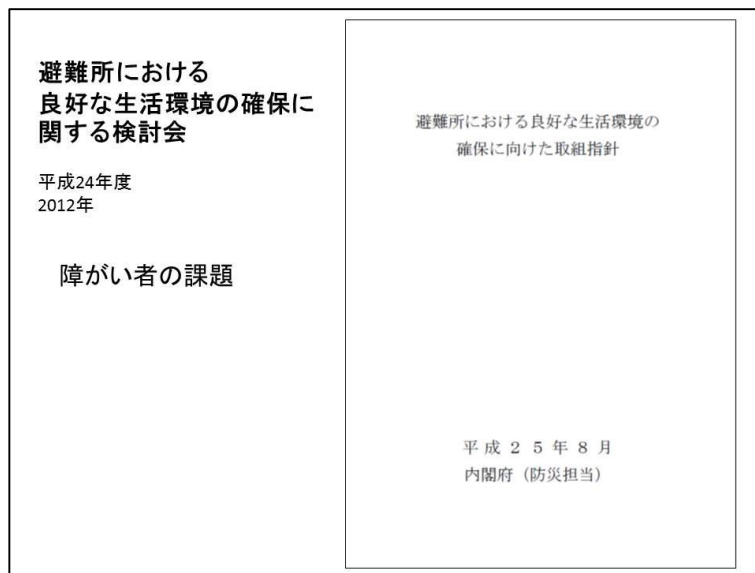 避難所における
良好な生活環境の確保に
関する検討会
平成24年度
2012年
障がい者の課題
避難所における良好な生活環境の
確保に向けた取組指針
平成２５年８月
内閣府（防災担当）